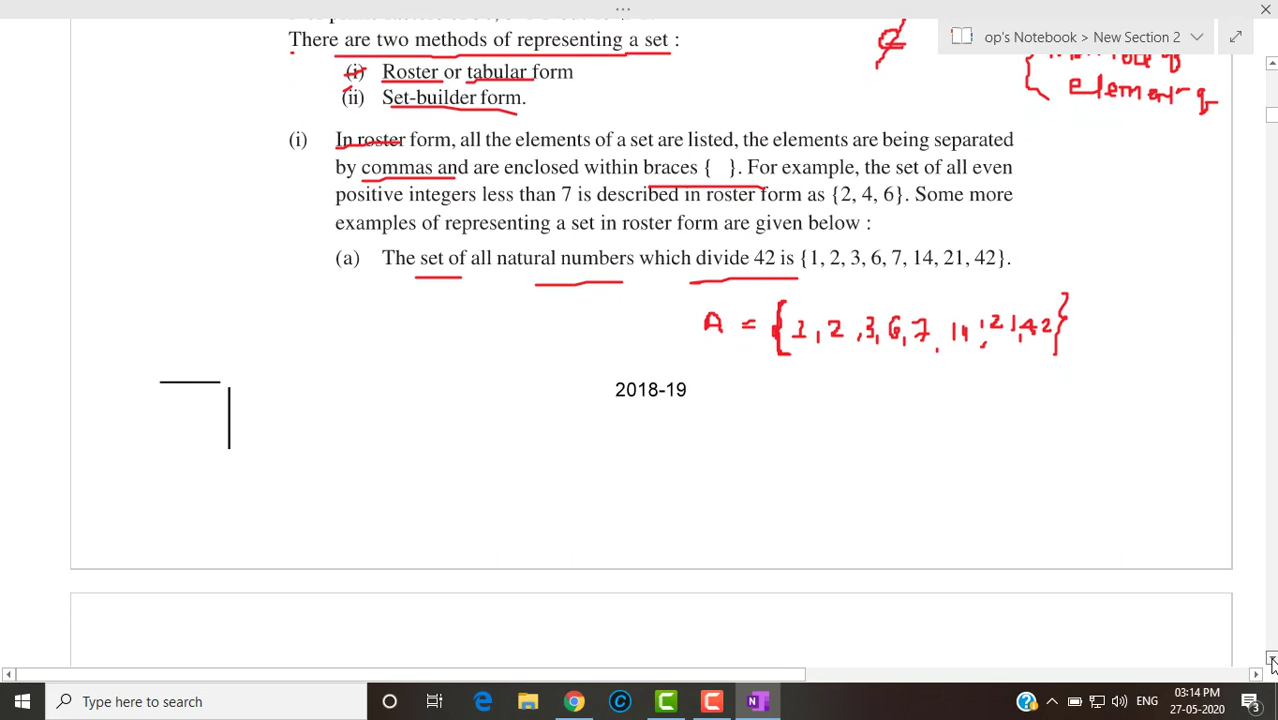 op's Notebook > New Section 2
There are two methods of representing a set :
(i) Roster or tabular form
(ii) Set-builder form.
element q
(i) In roster form, all the elements of a set are listed, the elements are being separated
by commas and are enclosed within braces { }. For example, the set of all even
positive integers less than 7 is described in roster form as {2, 4, 6}. Some more
examples of representing a set in roster form are given below :
(a) The set of all natural numbers which divide 42 is {1, 2, 3, 6, 7, 14, 21, 42}.
A = {1, 2, 3, 6, 7, 14, 21, 42}
2018-19
Type here to search
ENG
03:14 PM
27-05-2020
3